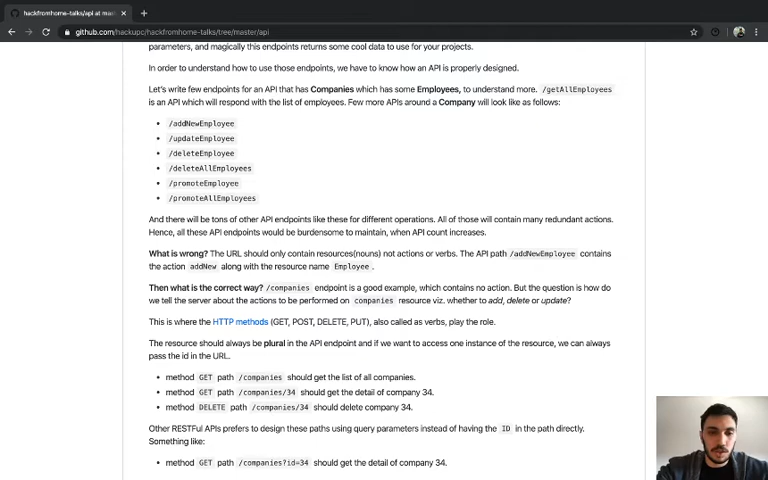 hackfromhome-talks/api at mas
github.com/hackupc/hackfromhome-talks/tree/master/api
parameters, and magically this endpoints returns some cool data to use for your projects.
In order to understand how to use those endpoints, we have to know how an API is properly designed.
Let's write few endpoints for an API that has Companies which has some Employees, to understand more. /getAllEmployees
is an API which will respond with the list of employees. Few more APIs around a Company will look like as follows:
• /addNewEmployee
• /updateEmployee
• /deleteEmployee
• /deleteAllEmployees
• /promoteEmployee
• /promoteAllEmployees
And there will be tons of other API endpoints like these for different operations. All of those will contain many redundant actions.
Hence, all these API endpoints would be burdensome to maintain, when API count increases.
What is wrong? The URL should only contain resources(nouns) not actions or verbs. The API path /addNewEmployee contains
the action addNew along with the resource name Employee.
Then what is the correct way? /companies endpoint is a good example, which contains no action. But the question is how do
we tell the server about the actions to be performed on companies resource viz. whether to add, delete or update?
This is where the HTTP methods (GET, POST, DELETE, PUT), also called as verbs, play the role.
The resource should always be plural in the API endpoint and if we want to access one instance of the resource, we can always
pass the id in the URL.
• method GET path /companies should get the list of all companies.
• method GET path /companies/34 should get the detail of company 34.
• method DELETE path /companies/34 should delete company 34.
Other RESTFul APIs prefers to design these paths using query parameters instead of having the ID in the path directly.
Something like:
• method GET path /companies?id=34 should get the detail of company 34.